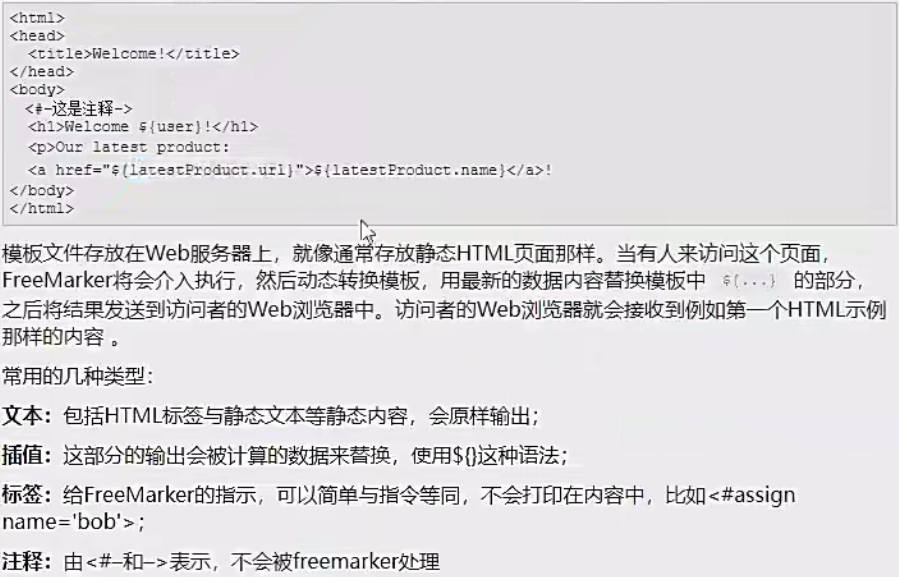 <html>
<head>
  <title>Welcome!</title>
</head>
<body>
  <#-这是注释->
  <h1>Welcome ${user}!</h1>
  <p>Our latest product:
  <a href="${latestProduct.url}">${latestProduct.name}</a>!
</body>
</html>
模板文件存放在Web服务器上，就像通常存放静态HTML页面那样。当有人来访问这个页面，
FreeMarker将会介入执行，然后动态转换模板，用最新的数据内容替换模板中 ${...} 的部分，
之后将结果发送到访问者的Web浏览器中。访问者的Web浏览器就会接收到例如第一个HTML示例
那样的内容 。
常用的几种类型：
文本：包括HTML标签与静态文本等静态内容，会原样输出；
插值：这部分的输出会被计算的数据来替换，使用${}这种语法；
标签：给FreeMarker的指示，可以简单与指令等同，不会打印在内容中，比如<#assign
name='bob'>；
注释：由<#–和–>表示，不会被freemarker处理